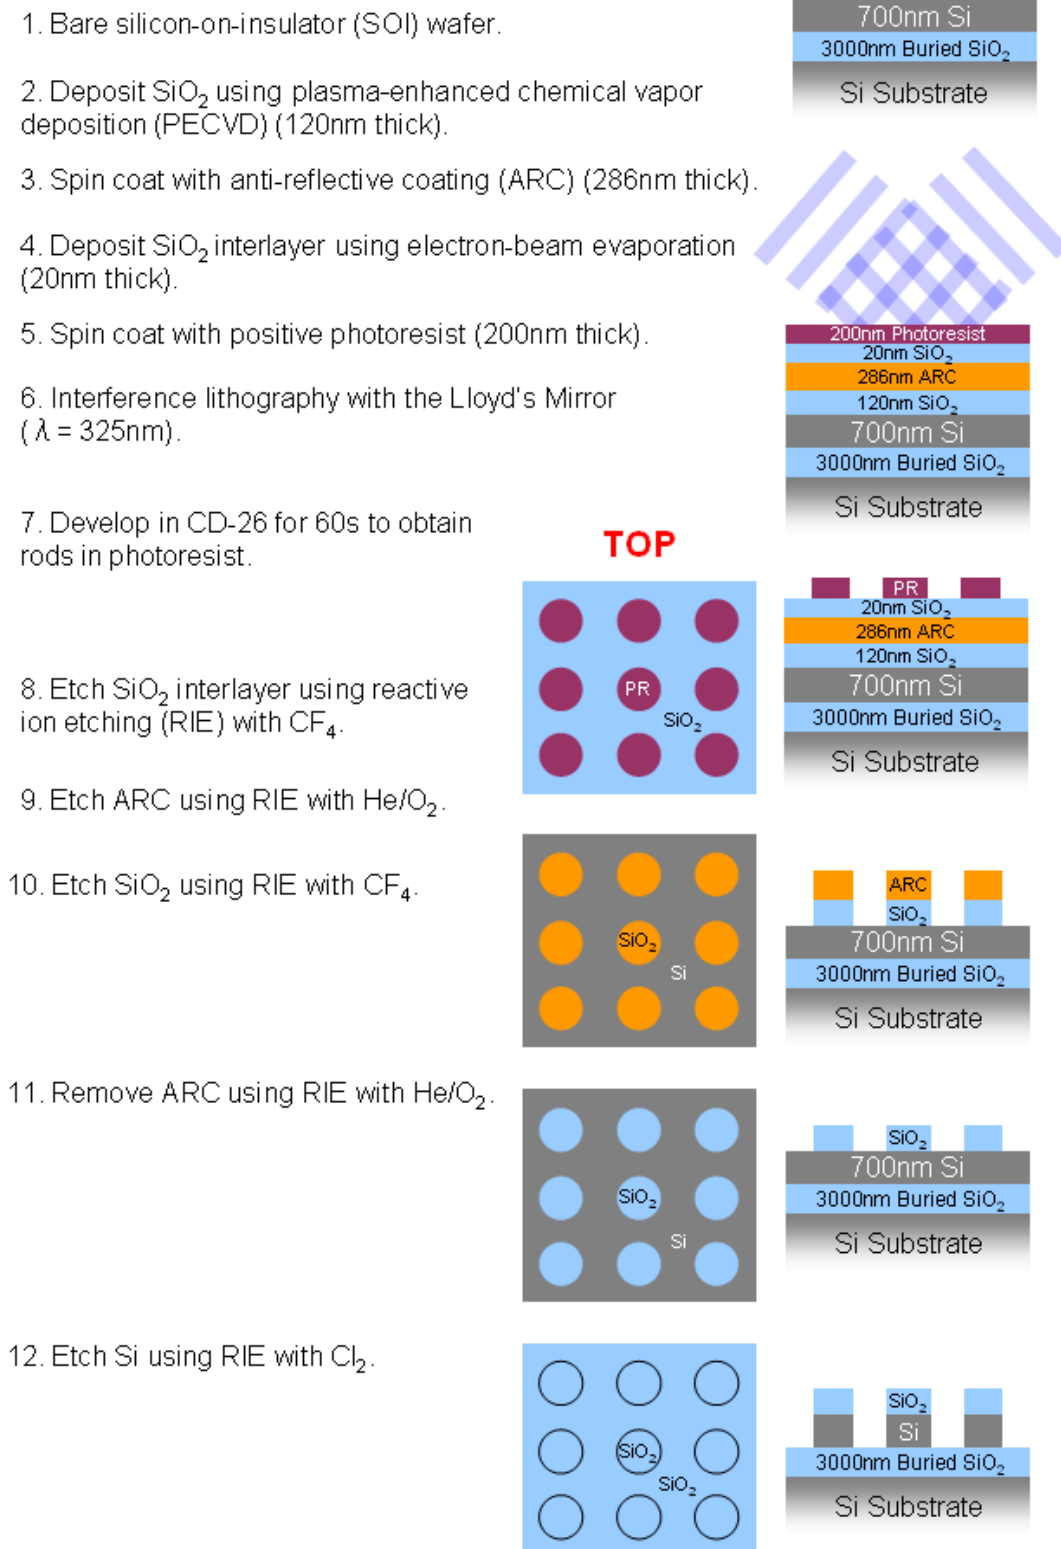 1. Bare silicon-on-insulator (SOI) wafer.
700nm Si
3000nm Buried SiO₂
Si Substrate
2. Deposit SiO₂ using plasma-enhanced chemical vapor
deposition (PECVD) (120nm thick).
3. Spin coat with anti-reflective coating (ARC) (286nm thick).
4. Deposit SiO₂ interlayer using electron-beam evaporation
(20nm thick).
5. Spin coat with positive photoresist (200nm thick).
6. Interference lithography with the Lloyd's Mirror
( λ = 325nm).
200nm Photoresist
20nm SiO₂
286nm ARC
120nm SiO₂
700nm Si
3000nm Buried SiO₂
Si Substrate
7. Develop in CD-26 for 60s to obtain
rods in photoresist.
TOP
PR
SiO₂
PR
20nm SiO₂
286nm ARC
120nm SiO₂
700nm Si
3000nm Buried SiO₂
Si Substrate
8. Etch SiO₂ interlayer using reactive
ion etching (RIE) with CF₄.
9. Etch ARC using RIE with He/O₂.
10. Etch SiO₂ using RIE with CF₄.
SiO₂
Si
ARC
SiO₂
700nm Si
3000nm Buried SiO₂
Si Substrate
11. Remove ARC using RIE with He/O₂.
SiO₂
Si
SiO₂
700nm Si
3000nm Buried SiO₂
Si Substrate
12. Etch Si using RIE with Cl₂.
SiO₂
SiO₂
SiO₂
Si
3000nm Buried SiO₂
Si Substrate